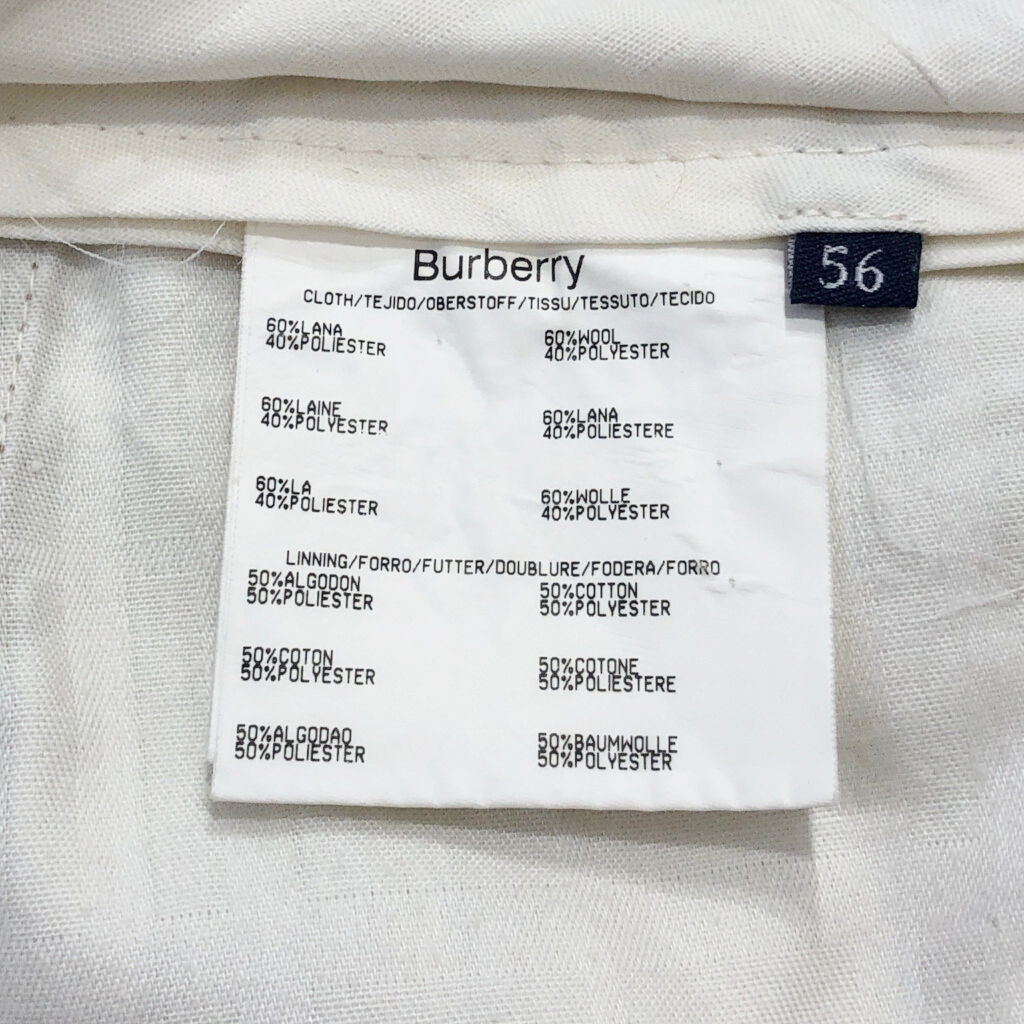 Burberry
56
CLOTH/TEJIDO/OBERSTOFF/TISSU/TESSUTO/TECIDO
60%LANA
40%POLIESTER
60%WOOL
40%POLYESTER
60%LAINE
40%POLYESTER
60%LANA
40%POLIESTERE
60%LA
40%POLIESTER
60%WOLLE
40%POLYESTER
LINNING/FORRO/FUTTER/DOUBLURE/FODERA/FORRO
50%ALGODON
50%POLIESTER
50%COTTON
50%POLYESTER
50%COTON
50%POLYESTER
50%COTONE
50%POLIESTERE
50%ALGODAO
50%POLIESTER
50%BAUMWOLLE
50%POLYESTER